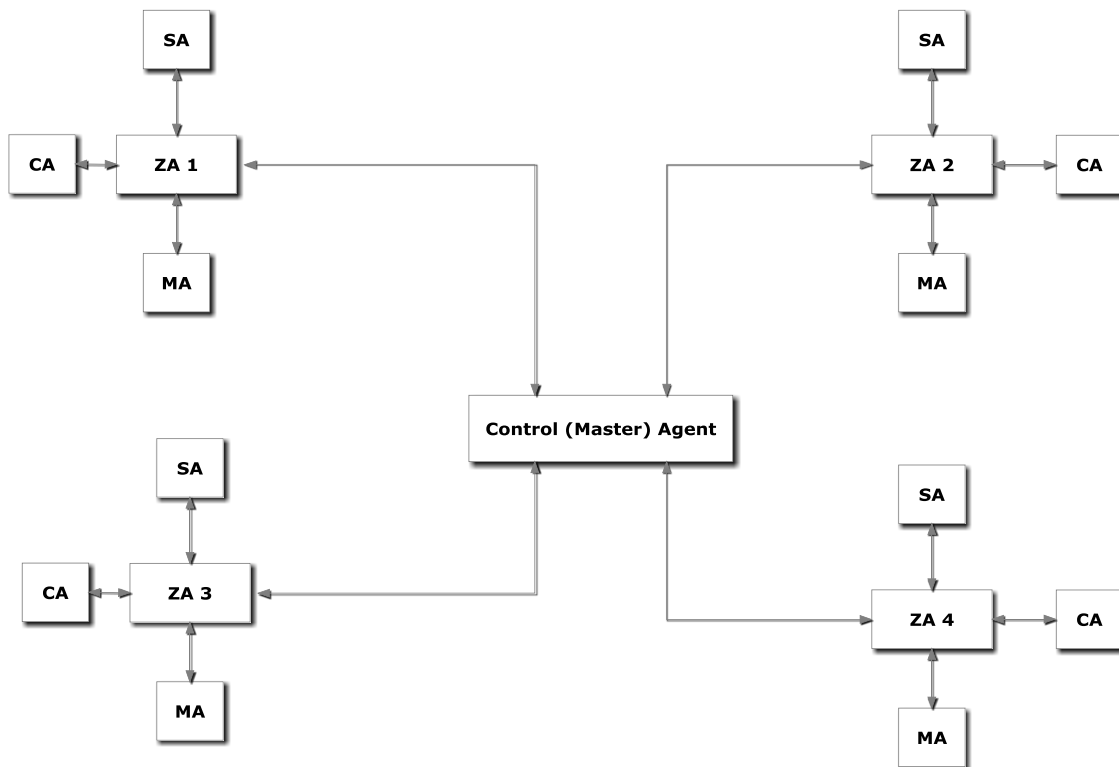 SA
SA
CA
ZA 1
ZA 2
CA
MA
MA
Control (Master) Agent
SA
SA
CA
ZA 3
ZA 4
CA
MA
MA